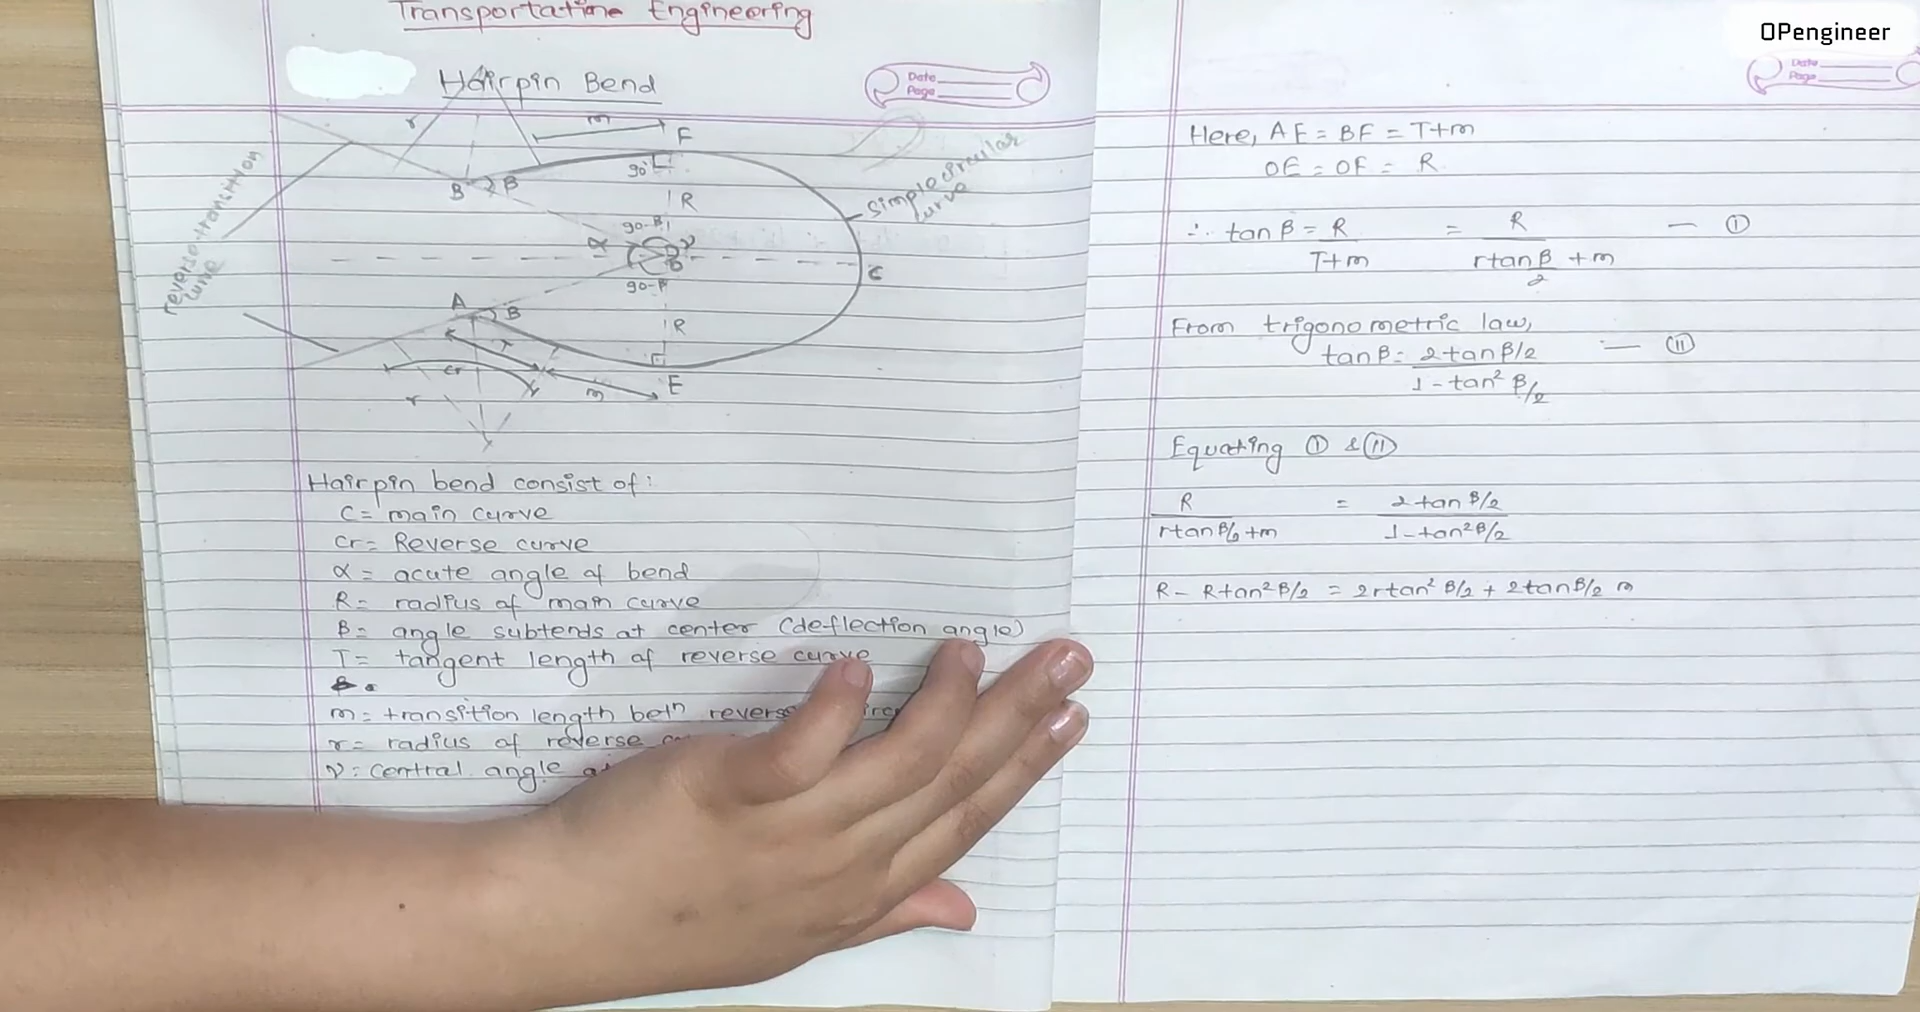 Transportation Engineering
OPengineer
Hairpin Bend
Date
Page
Date
Page
m
F
r
90°
B
β
R
Simple circular
curve
reverse transition
curve
90-β
α
γ
O
C
90-β
A
β
R
T
cr
m
E
r
Hairpin bend consist of:
C = main curve
Cr = Reverse curve
α = acute angle of bend
R = radius of main curve
β = angle subtends at center (deflection angle)
T = tangent length of reverse curve
m = transition length betn reverse
r = radius of reverse
γ = central angle
Here, AE = BF = T+m
OE = OF = R
∴ tan β = R/(T+m) = R/(r tan β/2 + m) — (I)
From trigonometric law,
tan β = 2 tan β/2 / (1 - tan² β/2) — (II)
Equating (I) & (II)
R/(r tan β/2 + m) = 2 tan β/2 / (1 - tan² β/2)
R - R tan² β/2 = 2r tan² β/2 + 2 tan β/2 m